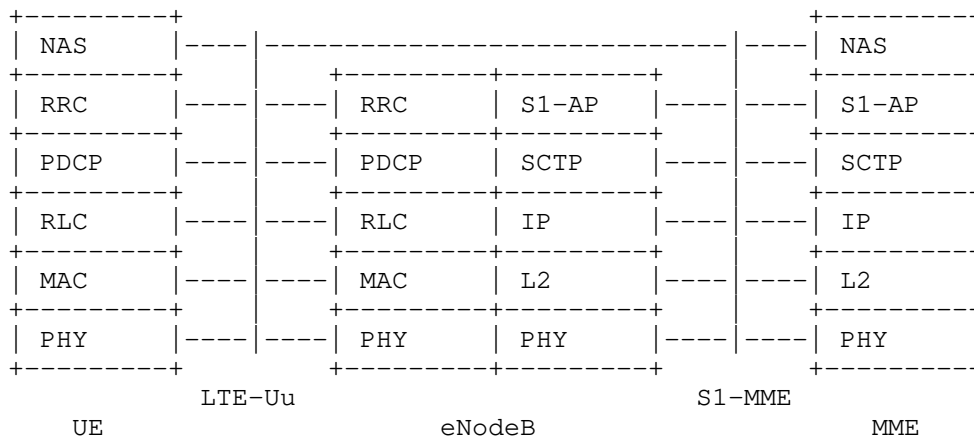 NAS NAS
RRC RRC S1-AP S1-AP
PDCP PDCP SCTP SCTP
RLC RLC IP IP
MAC MAC L2 L2
PHY PHY PHY PHY
LTE-Uu S1-MME
UE eNodeB MME